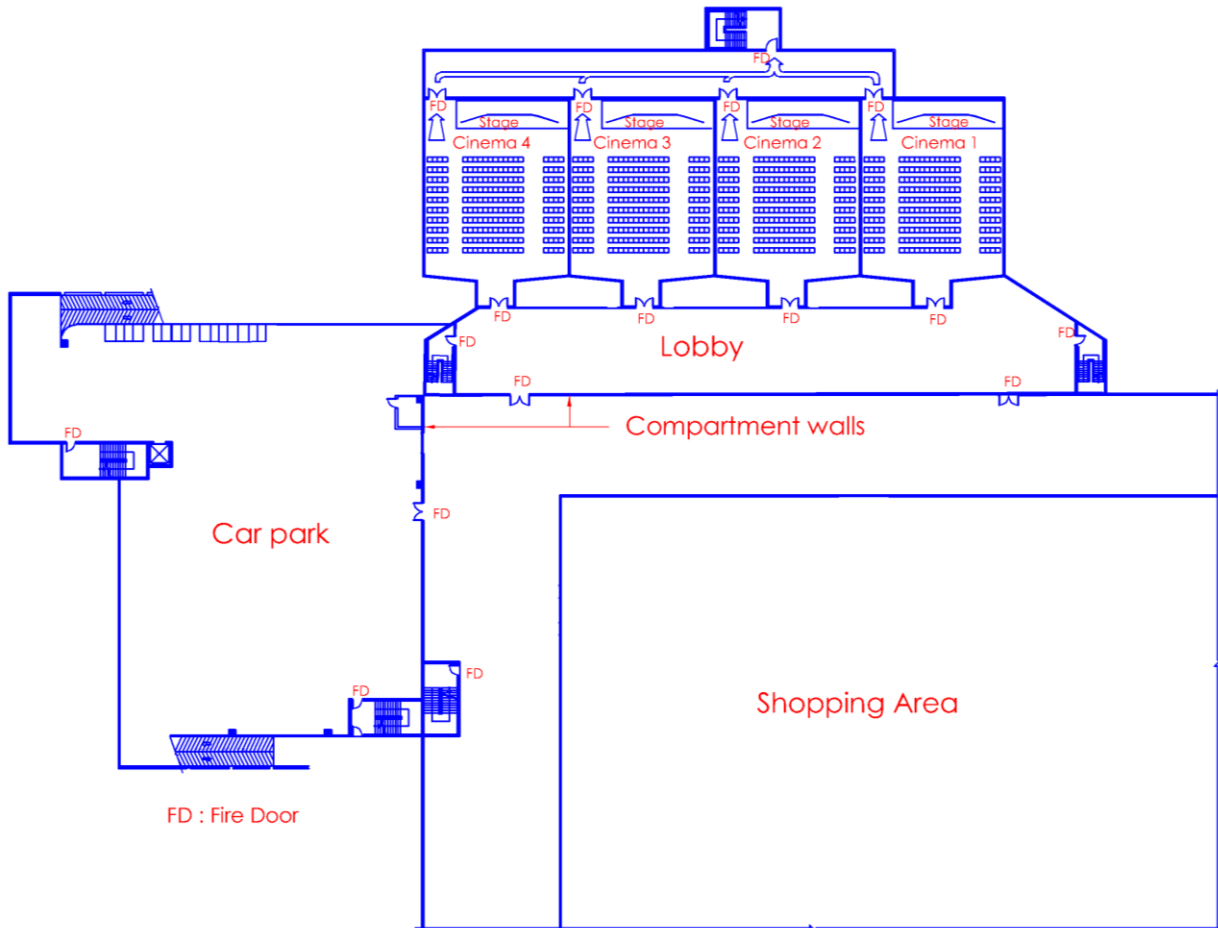 FD
FD
FD
FD
FD
Stage
Stage
Stage
Stage
Cinema 4
Cinema 3
Cinema 2
Cinema 1
FD
FD
FD
FD
FD
FD
Lobby
FD
FD
Compartment walls
FD
FD
Car park
FD
FD
Shopping Area
FD : Fire Door